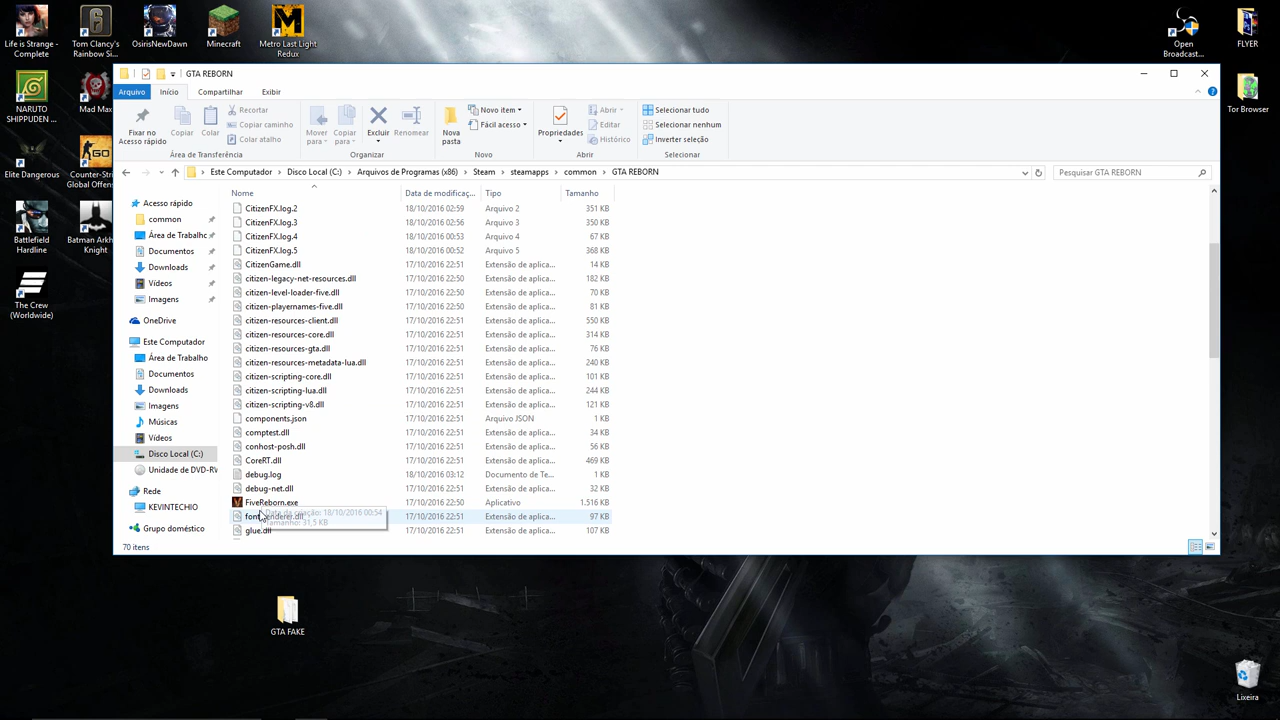 Life is Strange - Complete
Tom Clancy's Rainbow Si...
OsirisNewDawn
Minecraft
Metro Last Light Redux
Open Broadcast...
FLYER
NARUTO SHIPPUDEN ...
Mad Max
Tor Browser
Elite Dangerous
Counter-Str Global Offens
Battlefield Hardline
Batman Arkh Knight
The Crew (Worldwide)
GTA REBORN
Arquivo Início Compartilhar Exibir
Fixar no Acesso rápido
Copiar
Colar
Recortar
Copiar caminho
Colar atalho
Área de Transferência
Mover para
Copiar para
Excluir
Renomear
Organizar
Nova pasta
Novo item
Fácil acesso
Novo
Propriedades
Abrir
Editar
Histórico
Abrir
Selecionar tudo
Selecionar nenhum
Inverter seleção
Selecionar
Este Computador Disco Local (C:) Arquivos de Programas (x86) Steam steamapps common GTA REBORN
Pesquisar GTA REBORN
Acesso rápido
common
Área de Trabalho
Documentos
Downloads
Vídeos
Imagens
OneDrive
Este Computador
Área de Trabalho
Documentos
Downloads
Imagens
Músicas
Vídeos
Disco Local (C:)
Unidade de DVD-RW
Rede
KEVINTECHIO
Grupo doméstico
Nome Data de modificaç... Tipo Tamanho
CitizenFX.log.2 18/10/2016 02:59 Arquivo 2 351 KB
CitizenFX.log.3 18/10/2016 02:56 Arquivo 3 350 KB
CitizenFX.log.4 18/10/2016 00:53 Arquivo 4 67 KB
CitizenFX.log.5 18/10/2016 00:52 Arquivo 5 368 KB
CitizenGame.dll 17/10/2016 22:51 Extensão de aplica... 14 KB
citizen-legacy-net-resources.dll 17/10/2016 22:50 Extensão de aplica... 182 KB
citizen-level-loader-five.dll 17/10/2016 22:50 Extensão de aplica... 70 KB
citizen-playernames-five.dll 17/10/2016 22:50 Extensão de aplica... 81 KB
citizen-resources-client.dll 17/10/2016 22:51 Extensão de aplica... 550 KB
citizen-resources-core.dll 17/10/2016 22:51 Extensão de aplica... 314 KB
citizen-resources-gta.dll 17/10/2016 22:51 Extensão de aplica... 76 KB
citizen-resources-metadata-lua.dll 17/10/2016 22:51 Extensão de aplica... 240 KB
citizen-scripting-core.dll 17/10/2016 22:51 Extensão de aplica... 101 KB
citizen-scripting-lua.dll 17/10/2016 22:51 Extensão de aplica... 244 KB
citizen-scripting-v8.dll 17/10/2016 22:51 Extensão de aplica... 121 KB
components.json 17/10/2016 22:51 Arquivo JSON 1 KB
comptest.dll 17/10/2016 22:51 Extensão de aplica... 34 KB
conhost-posh.dll 17/10/2016 22:51 Extensão de aplica... 56 KB
CoreRT.dll 17/10/2016 22:51 Extensão de aplica... 469 KB
debug.log 18/10/2016 03:12 Documento de Te... 1 KB
debug-net.dll 17/10/2016 22:51 Extensão de aplica... 32 KB
FiveReborn.exe 17/10/2016 22:50 Aplicativo 1.516 KB
17/10/2016 22:51 Extensão de aplica... 97 KB
Data da criação: 18/10/2016 00:54
Tamanho: 31,5 KB
glue.dll 17/10/2016 22:51 Extensão de aplica... 107 KB
70 itens
GTA FAKE
Lixeira